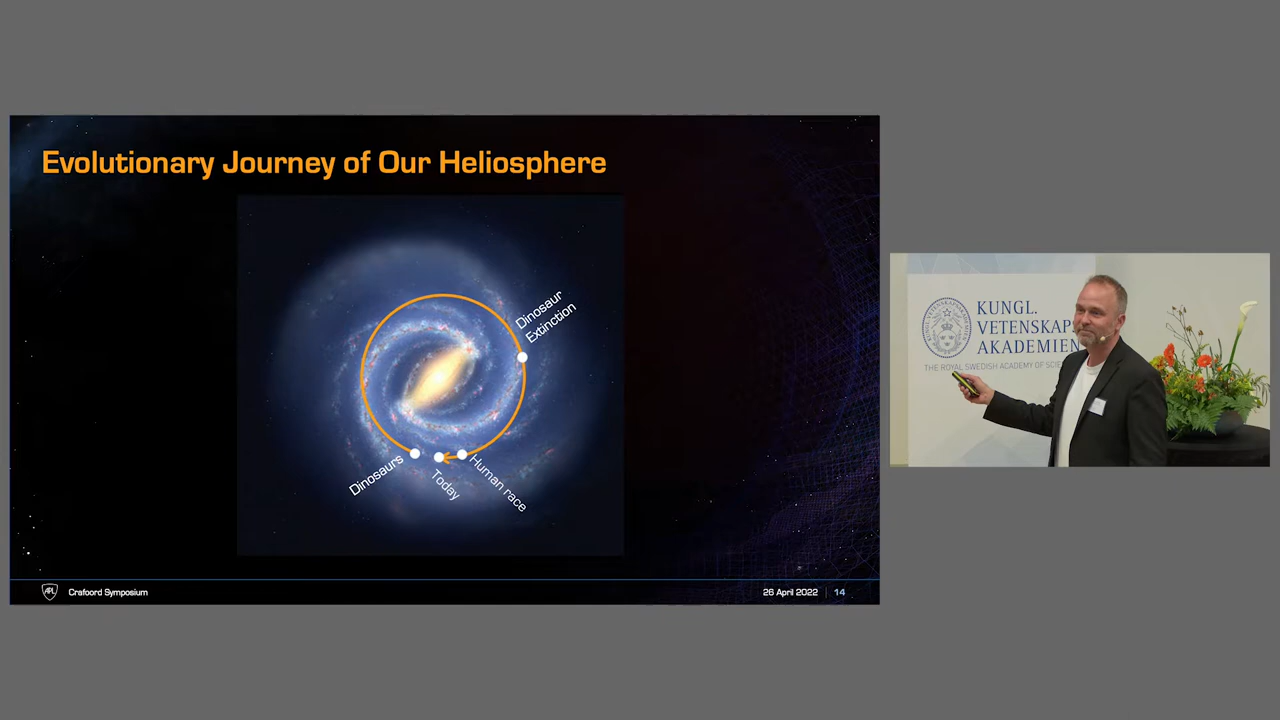 Evolutionary Journey of Our Heliosphere
Dinosaur
Extinction
Dinosaurs
Today
Human race
APL
Crafoord Symposium
26 April 2022 | 14
KUNGL.
VETENSKAPS
AKADEMIEN
THE ROYAL SWEDISH ACADEMY OF